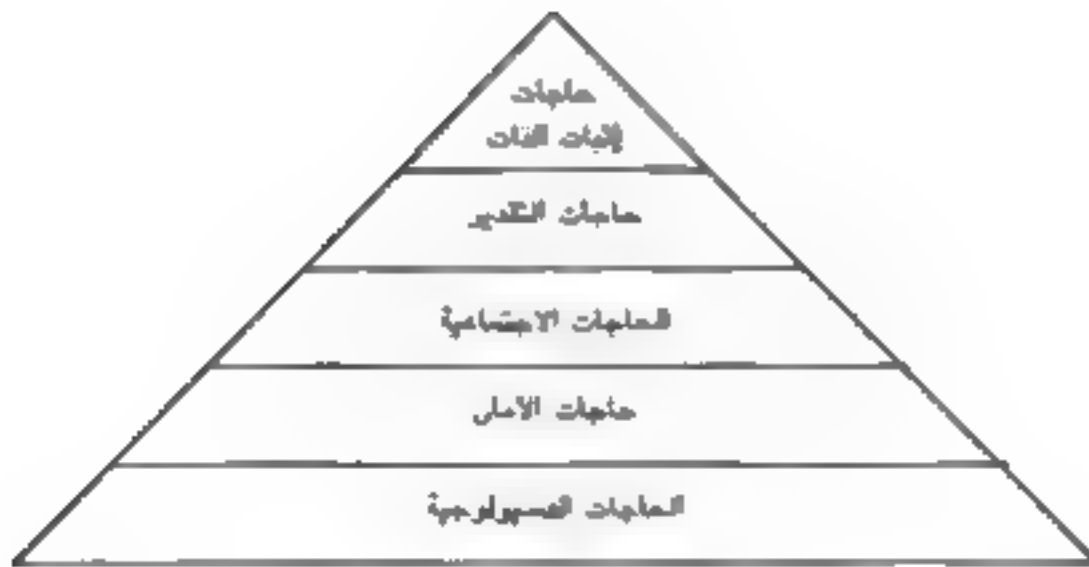 حاجات
إثبات الذات
حاجات التقدير
الحاجات الاجتماعية
حاجات الأمان
الحاجات الفسيولوجية